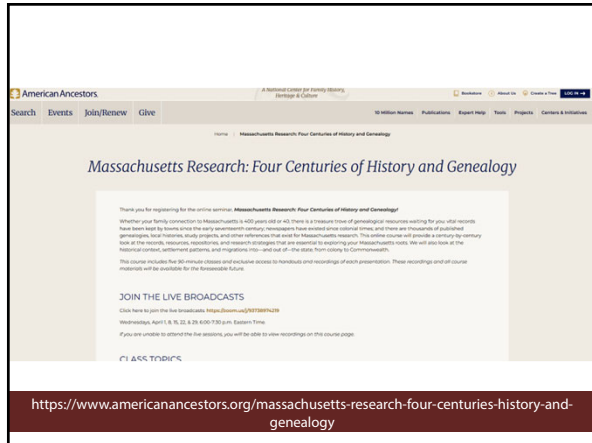 American Ancestors.
A National Center for Family History,
Heritage & Culture
Bookstore About Us Create a Tree LOG IN →
Search Events Join/Renew Give
10 Million Names Publications Expert Help Tools Projects Centers & Initiatives
Home | Massachusetts Research: Four Centuries of History and Genealogy
Massachusetts Research: Four Centuries of History and Genealogy
Thank you for registering for the online seminar, Massachusetts Research: Four Centuries of History and Genealogy!
Whether your family connection to Massachusetts is 400 years old or 40, there is a treasure trove of genealogical resources waiting for you: vital records
have been kept by towns since the early seventeenth century; newspapers have existed since colonial times; and there are thousands of published
genealogies, local histories, study projects, and other references that exist for Massachusetts research. This online course will provide a century-by-century
look at the records, resources, repositories, and research strategies that are essential to exploring your Massachusetts roots. We will also look at the
historical context, settlement patterns, and migrations into—and out of—the state, from colony to Commonwealth.
This course includes five 90-minute classes and exclusive access to handouts and recordings of each presentation. These recordings and all course
materials will be available for the foreseeable future.
JOIN THE LIVE BROADCASTS
Click here to join the live broadcasts: https://zoom.us/j/93738974219
Wednesdays, April 1, 8, 15, 22, & 29, 6:00-7:30 p.m. Eastern Time.
If you are unable to attend the live sessions, you will be able to view recordings on this course page.
CLASS TOPICS
https://www.americanancestors.org/massachusetts-research-four-centuries-history-and-
genealogy